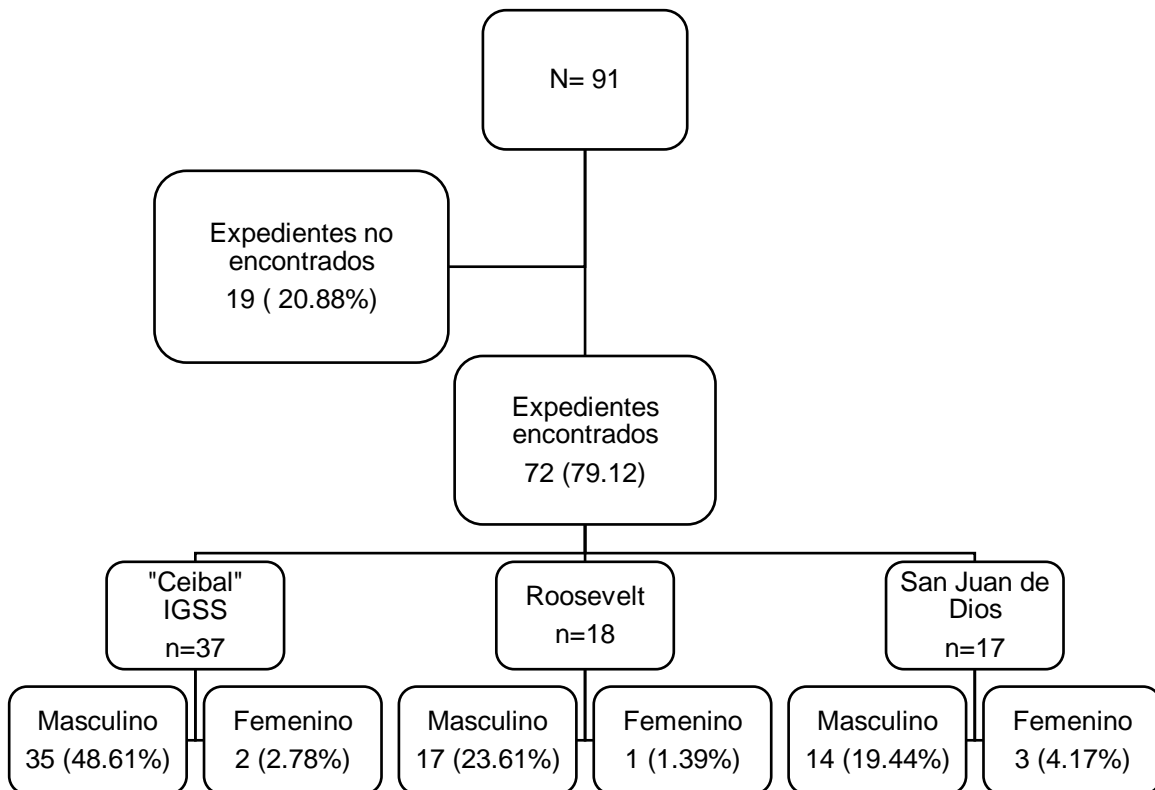 N= 91
Expedientes no
encontrados
19 ( 20.88%)
Expedientes
encontrados
72 (79.12)
"Ceibal"
IGSS
n=37
Roosevelt
n=18
San Juan de
Dios
n=17
Masculino
35 (48.61%)
Femenino
2 (2.78%)
Masculino
17 (23.61%)
Femenino
1 (1.39%)
Masculino
14 (19.44%)
Femenino
3 (4.17%)